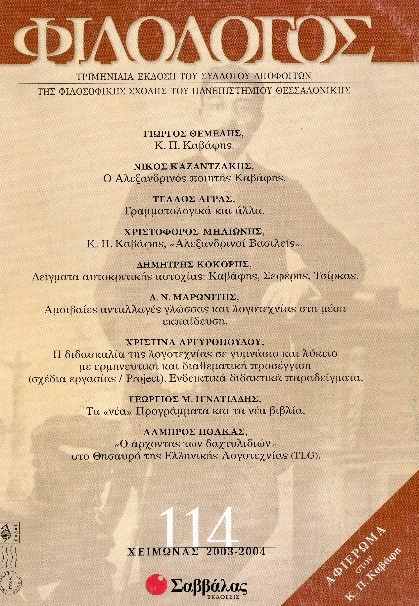 ΦΙΛΟΛΟΓΟΣ
ΤΡΙΜΗΝΙΑΙΑ ΕΚΔΟΣΗ ΤΟΥ ΣΥΛΛΟΓΟΥ ΑΠΟΦΟΙΤΩΝ
ΤΗΣ ΦΙΛΟΣΟΦΙΚΗΣ ΣΧΟΛΗΣ ΤΟΥ ΠΑΝΕΠΙΣΤΗΜΙΟΥ ΘΕΣΣΑΛΟΝΙΚΗΣ
ΓΙΩΡΓΟΣ ΘΕΜΕΛΗΣ,
Κ. Π. Καβάφης.
ΝΙΚΟΣ ΚΑΖΑΝΤΖΑΚΗΣ,
Ο Αλεξανδρινός ποιητής Καβάφης.
ΤΕΛΛΟΣ ΑΓΡΑΣ,
Γραμματολογικά και άλλα.
ΧΡΙΣΤΟΦΟΡΟΣ ΜΗΛΙΩΝΗΣ,
Κ. Π. Καβάφης, «Αλεξανδρινοί Βασιλείς».
ΔΗΜΗΤΡΗΣ ΚΟΚΟΡΗΣ,
Δείγματα αυτοκριτικής αυτοχίας: Καβάφης, Σεφέρης, Τσίρκας.
Δ. Ν. ΜΑΡΩΝΙΤΗΣ,
Αμοιβαίες ανταλλαγές γλώσσας και λογοτεχνίας στη μέση
εκπαίδευση.
ΧΡΙΣΤΙΝΑ ΑΡΓΥΡΟΠΟΥΛΟΥ,
Η διδασκαλία της λογοτεχνίας σε γυμνάσιο και λύκειο
με ερμηνευτική και διαθεματική προσέγγιση
(σχέδια εργασίας / Project). Ενδεικτικά διδακτικά παραδείγματα.
ΓΕΩΡΓΙΟΣ Μ. ΙΓΝΑΤΙΑΔΗΣ,
Τα «νέα» Προγράμματα και τα νέα βιβλία.
ΛΑΜΠΡΟΣ ΠΟΛΚΑΣ,
«Ο άρχοντας των δαχτυλιδιών»
στο Θησαυρό της Ελληνικής Λογοτεχνίας (TLG).
114
ΧΕΙΜΩΝΑΣ 2003-2004
Σαββάλας
ΕΚΔΟΣΕΙΣ
ΑΦΙΕΡΩΜΑ
στον
Κ. Π. Καβάφη